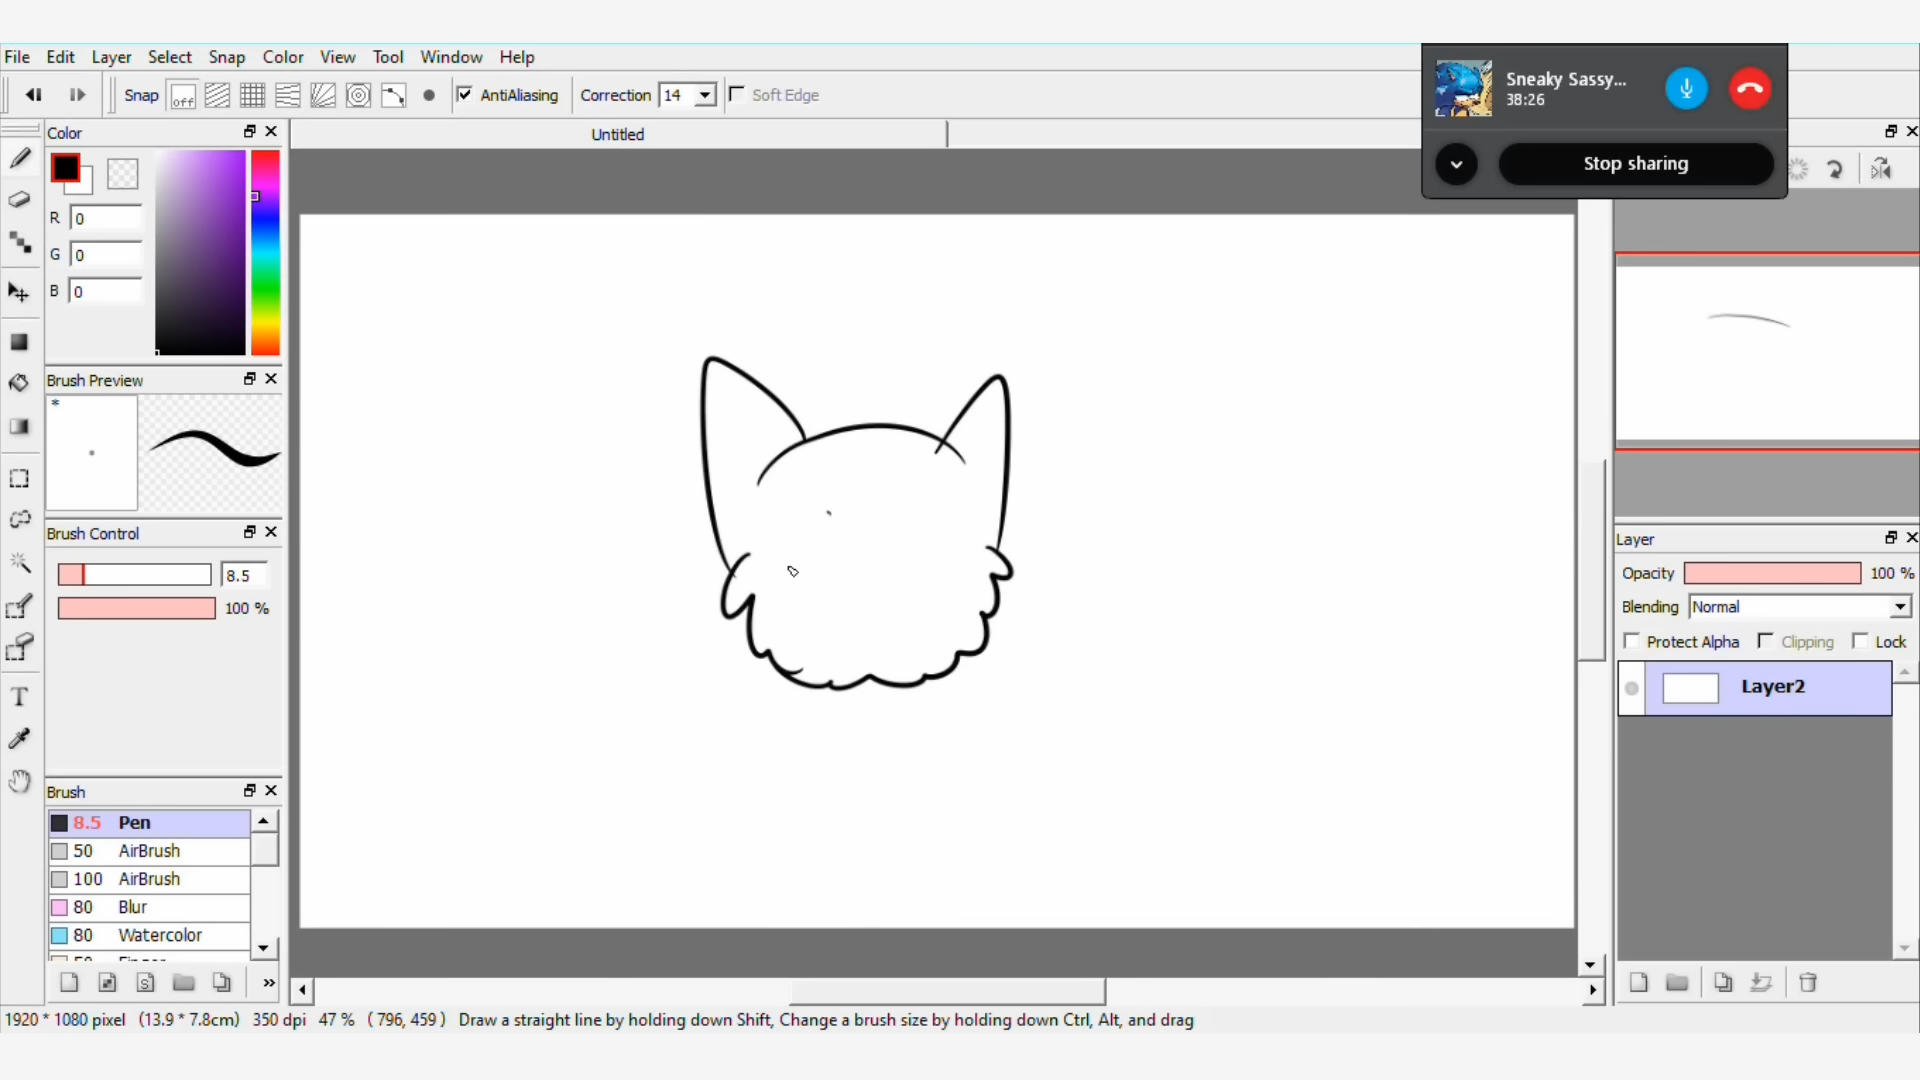 File Edit Layer Select Snap Color View Tool Window Help
Snap off AntiAliasing Correction 14 Soft Edge
Sneaky Sassy...
38:26
Stop sharing
Color
Untitled
R 0
G 0
B 0
Brush Preview
*
Brush Control
8.5
100 %
Brush
8.5 Pen
50 AirBrush
100 AirBrush
80 Blur
80 Watercolor
Layer
Opacity 100 %
Blending Normal
Protect Alpha Clipping Lock
Layer2
T
S
»
1920 * 1080 pixel (13.9 * 7.8cm) 350 dpi 47 % ( 796, 459 ) Draw a straight line by holding down Shift, Change a brush size by holding down Ctrl, Alt, and drag